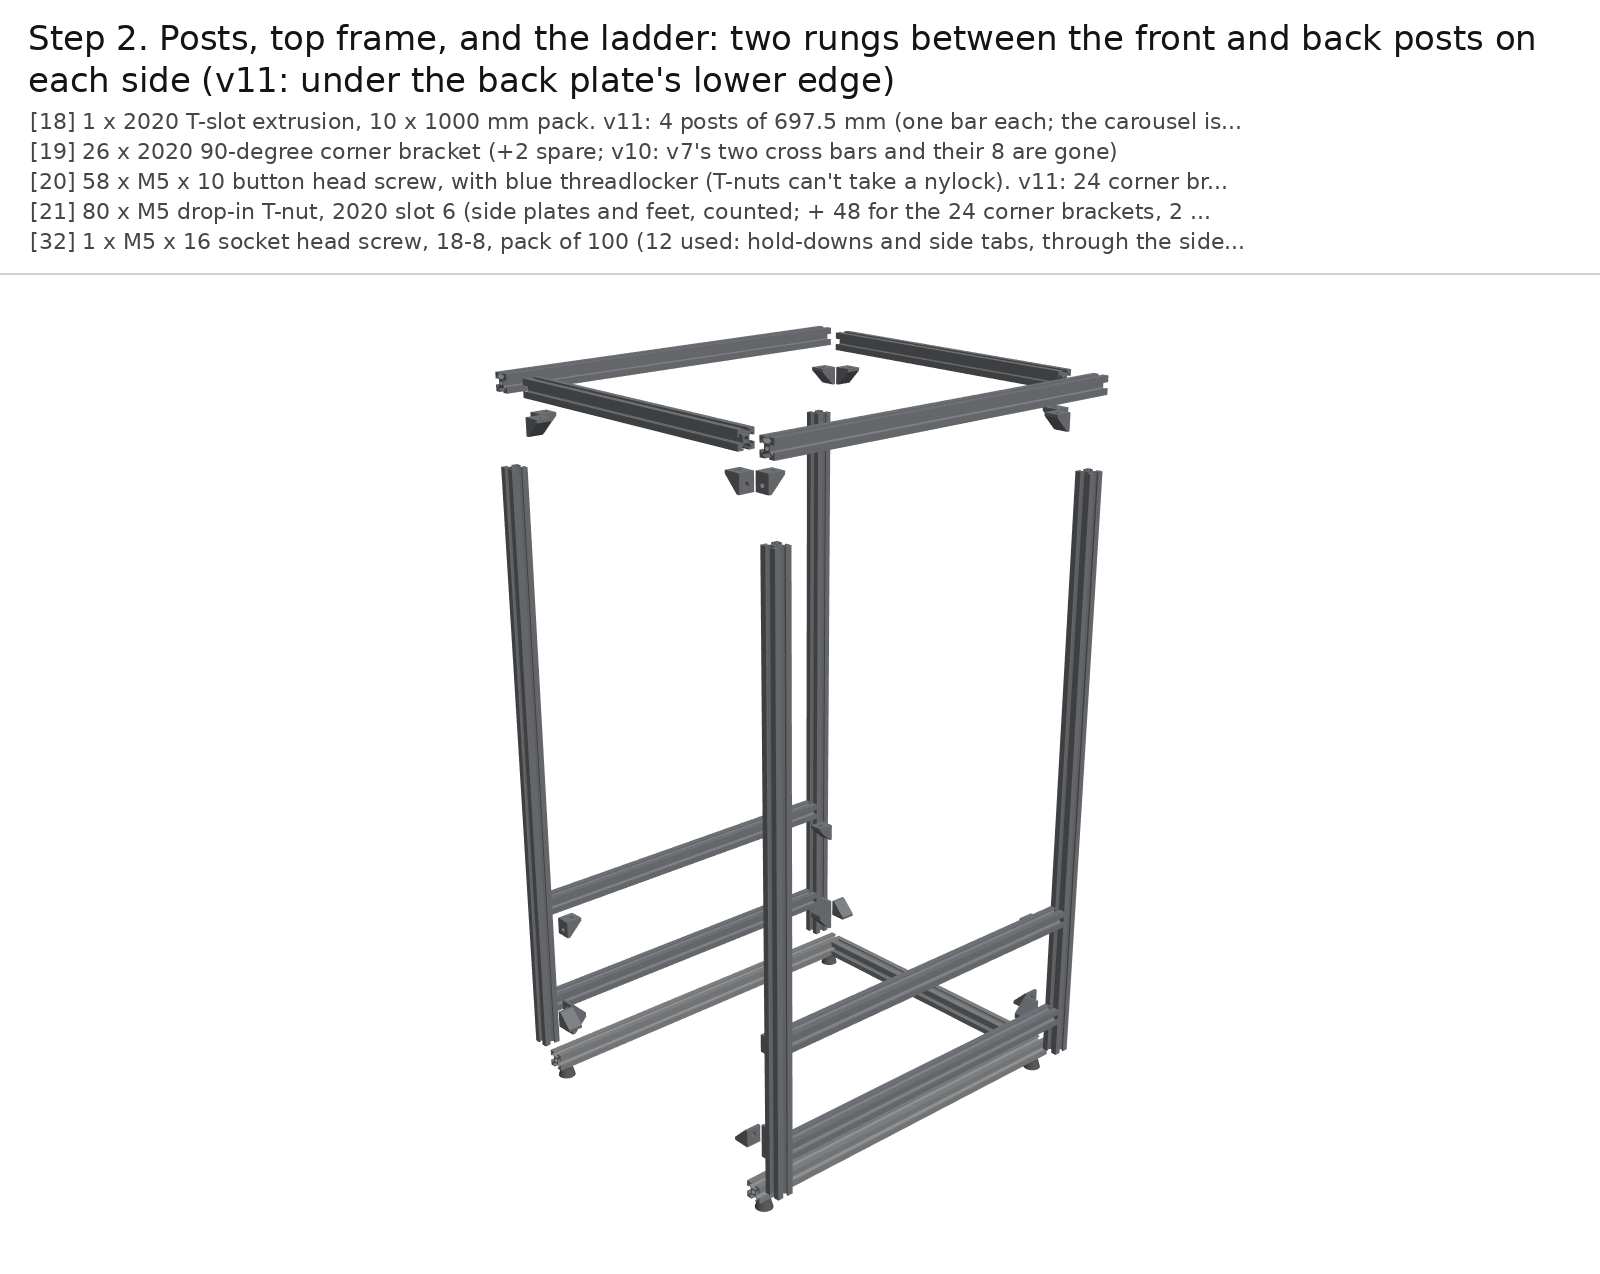 Step 2. Posts, top frame, and the ladder: two rungs between the front and back posts on
each side (v11: under the back plate's lower edge)
[18] 1 x 2020 T-slot extrusion, 10 x 1000 mm pack. v11: 4 posts of 697.5 mm (one bar each; the carousel is...
[19] 26 x 2020 90-degree corner bracket (+2 spare; v10: v7's two cross bars and their 8 are gone)
[20] 58 x M5 x 10 button head screw, with blue threadlocker (T-nuts can't take a nylock). v11: 24 corner br...
[21] 80 x M5 drop-in T-nut, 2020 slot 6 (side plates and feet, counted; + 48 for the 24 corner brackets, 2 ...
[32] 1 x M5 x 16 socket head screw, 18-8, pack of 100 (12 used: hold-downs and side tabs, through the side...